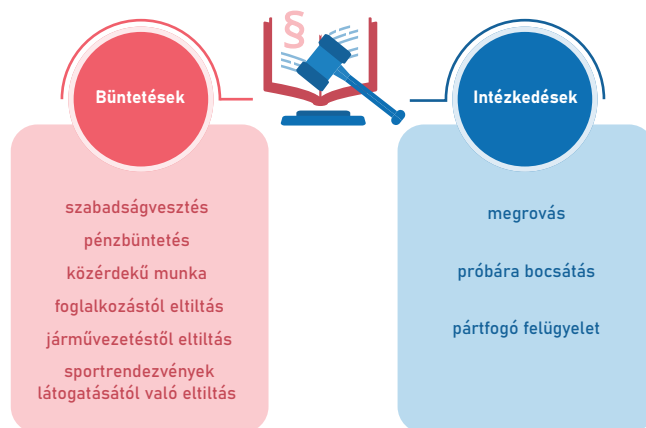 §
Büntetések
szabadságvesztés
pénzbüntetés
közérdekű munka
foglalkozástól eltiltás
járművezetéstől eltiltás
sportrendezvények
látogatásától való eltiltás
Intézkedések
megrovás
próbára bocsátás
pártfogó felügyelet